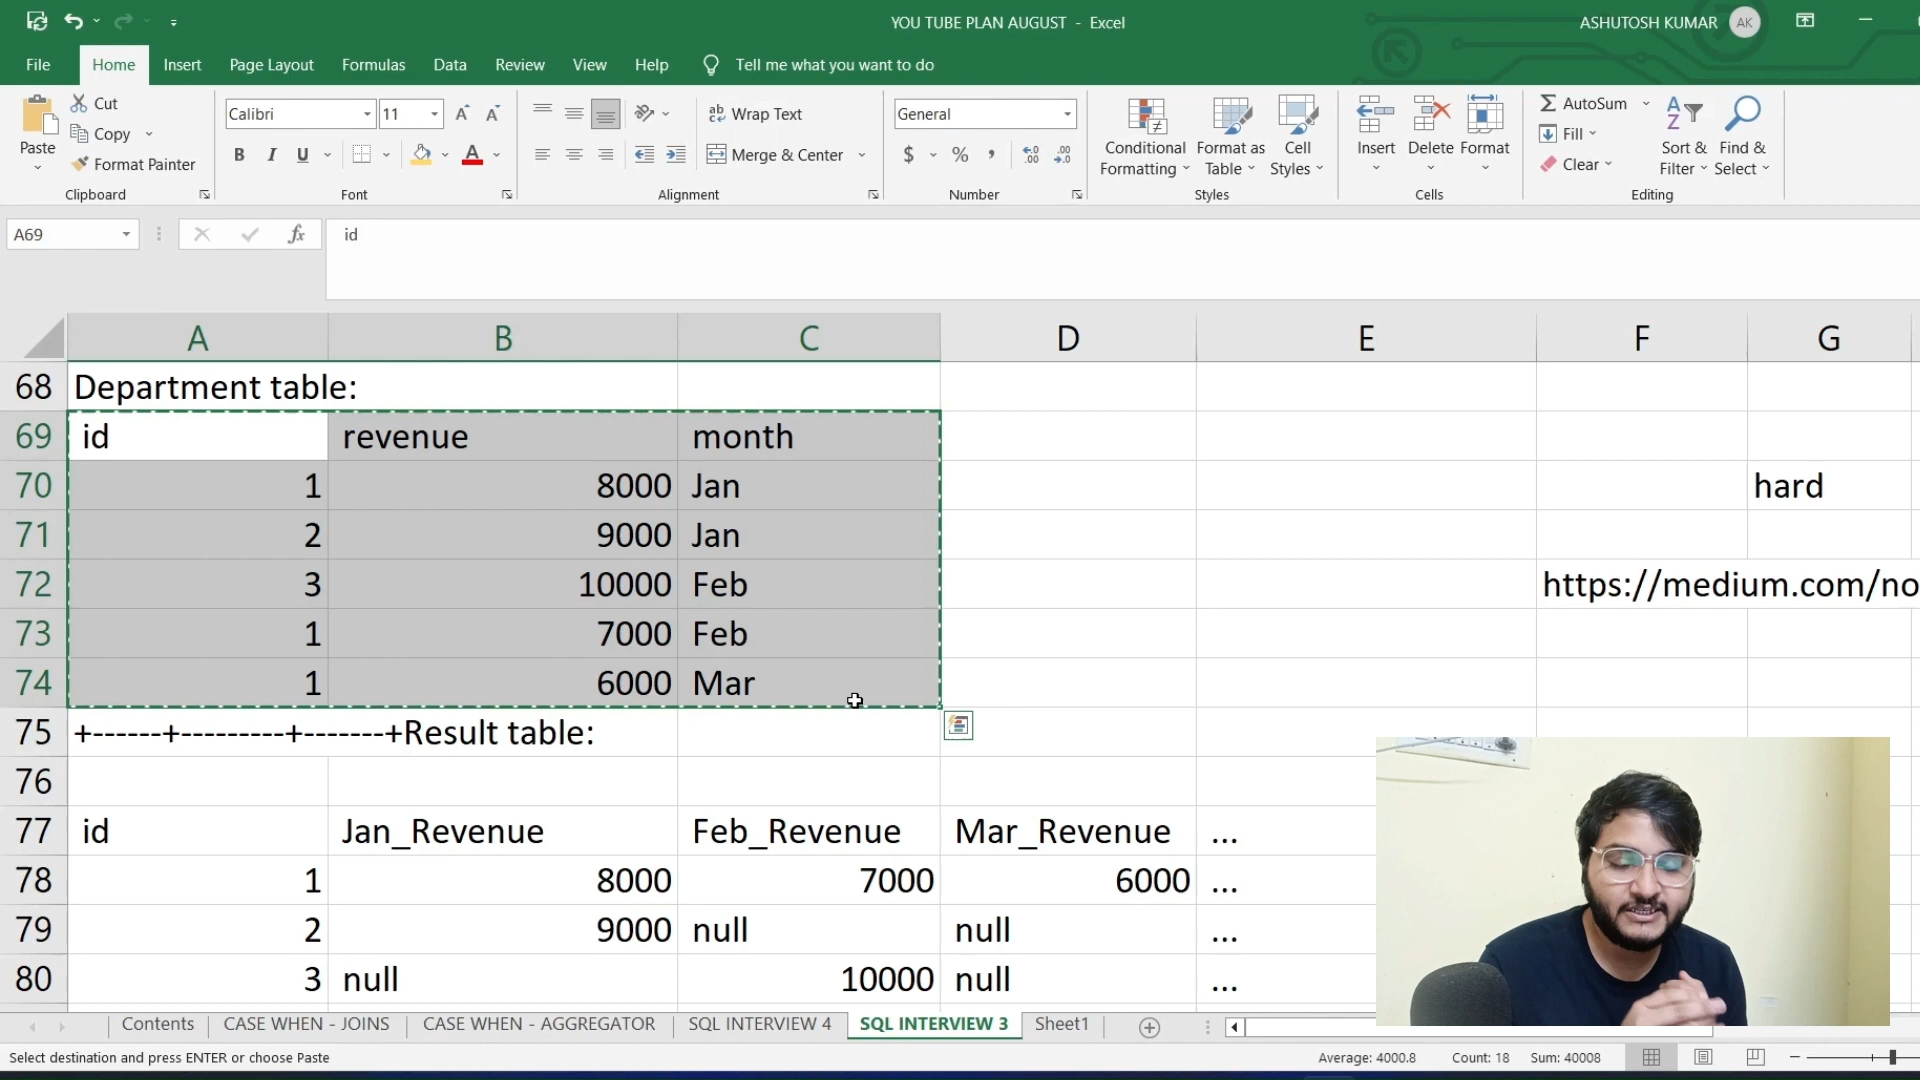 YOU TUBE PLAN AUGUST - Excel
ASHUTOSH KUMAR AK
File Home Insert Page Layout Formulas Data Review View Help Tell me what you want to do
Paste
Cut
Copy
Format Painter
Clipboard
Calibri 11
B I U
Font
Wrap Text
Merge & Center
Alignment
General
$ % ,
Number
Conditional Formatting
Format as Table
Cell Styles
Styles
Insert
Delete
Format
Cells
AutoSum
Fill
Clear
Sort & Filter
Find & Select
Editing
A69 fx id
A B C D E F G
68 Department table:
69 id revenue month
70 1 8000 Jan hard
71 2 9000 Jan
72 3 10000 Feb https://medium.com/no
73 1 7000 Feb
74 1 6000 Mar
75 +------+---------+-------+Result table:
76
77 id Jan_Revenue Feb_Revenue Mar_Revenue ...
78 1 8000 7000 6000 ...
79 2 9000 null null ...
80 3 null 10000 null ...
Contents CASE WHEN - JOINS CASE WHEN - AGGREGATOR SQL INTERVIEW 4 SQL INTERVIEW 3 Sheet1
Select destination and press ENTER or choose Paste Average: 4000.8 Count: 18 Sum: 40008